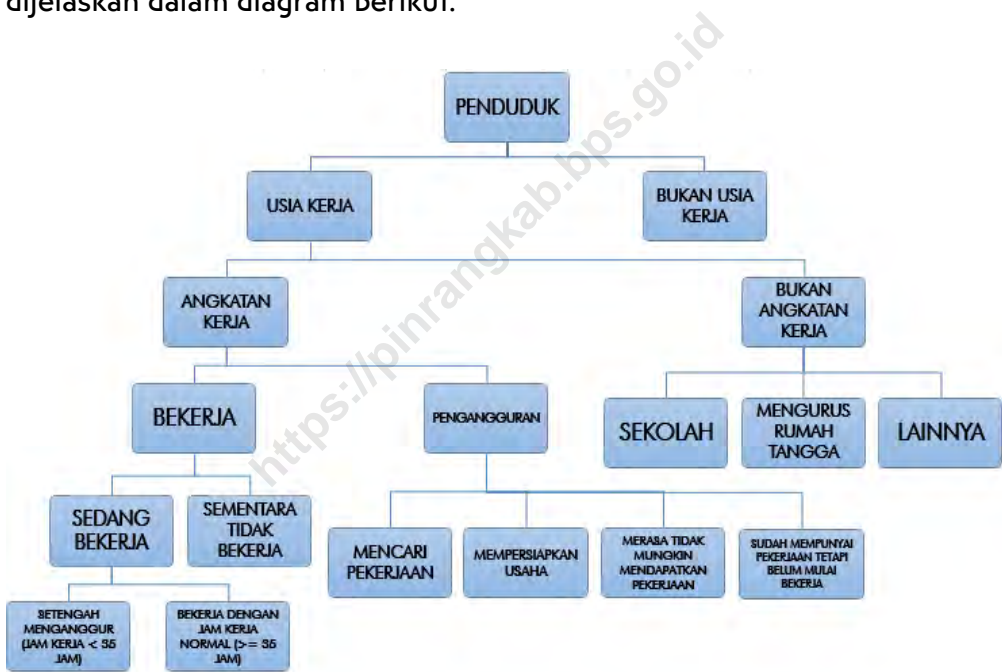 dijelaskan dalam diagram berikut.
PENDUDUK
USIA KERJA
BUKAN USIA
KERJA
ANGKATAN
KERJA
BUKAN
ANGKATAN
KERJA
BEKERJA
PENGANGGURAN
SEKOLAH
MENGURUS
RUMAH
TANGGA
LAINNYA
SEDANG
BEKERJA
SEMENTARA
TIDAK
BEKERJA
MENCARI
PEKERJAAN
MEMPERSIAPKAN
USAHA
MERASA TIDAK
MUNGKIN
MENDAPATKAN
PEKERJAAN
SUDAH MEMPUNYAI
PEKERJAAN TETAPI
BELUM MULAI
BEKERJA
SETENGAH
MENGANGGUR
(JAM KERJA < 35
JAM)
BEKERJA DENGAN
JAM KERJA
NORMAL (>= 35
JAM)
https://pinrangkab.bps.go.id